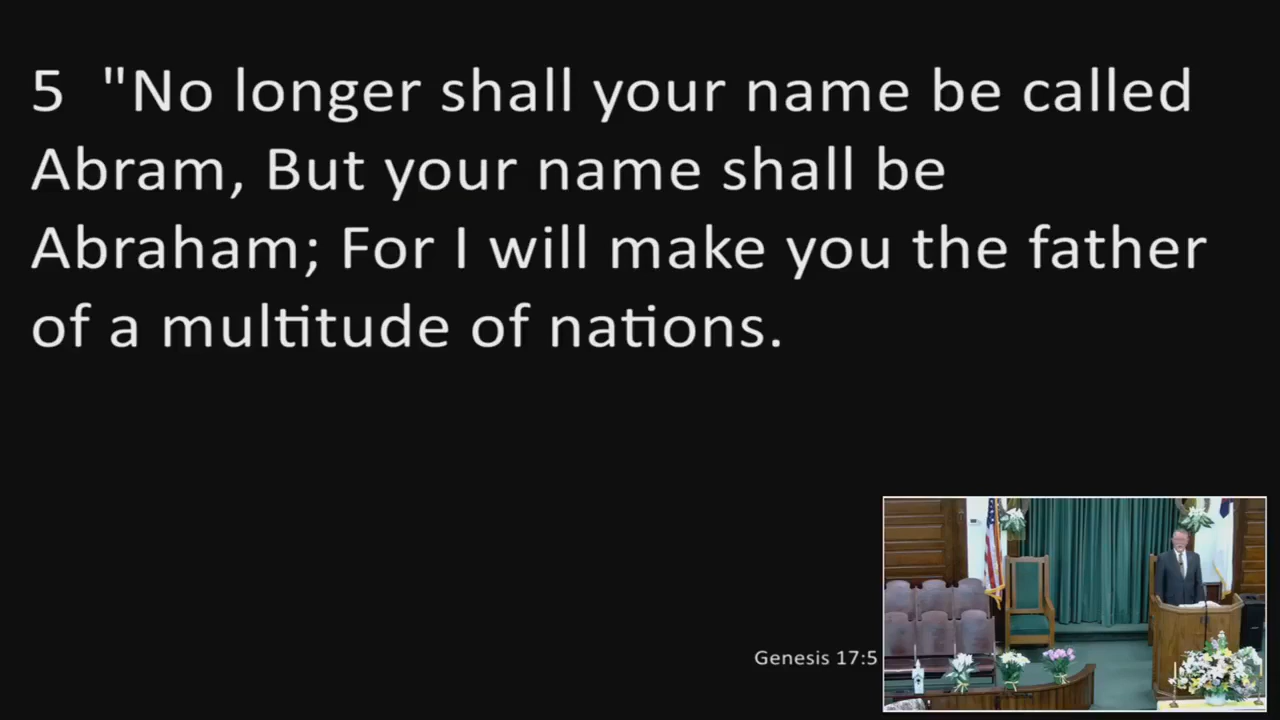 5 "No longer shall your name be called
Abram, But your name shall be
Abraham; For I will make you the father
of a multitude of nations.
Genesis 17:5